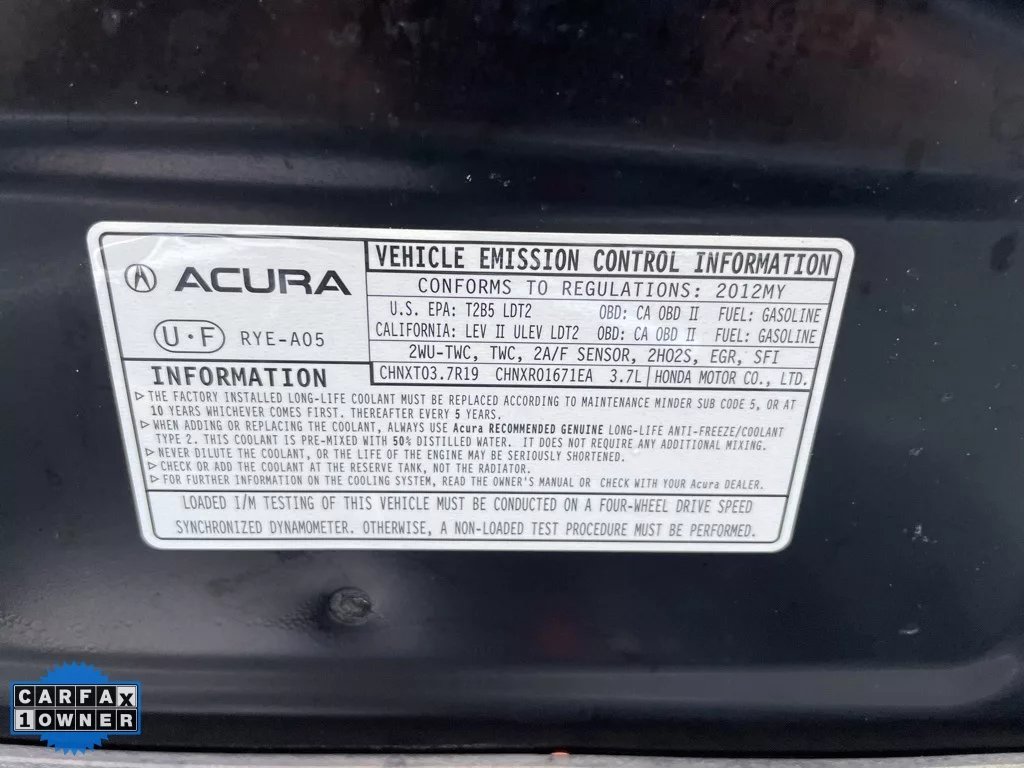 ACURA
U·F RYE-A05
VEHICLE EMISSION CONTROL INFORMATION
CONFORMS TO REGULATIONS: 2012MY
U.S. EPA: T2B5 LDT2 OBD: CA OBD II FUEL: GASOLINE
CALIFORNIA: LEV II ULEV LDT2 OBD: CA OBD II FUEL: GASOLINE
2WU-TWC, TWC, 2A/F SENSOR, 2HO2S, EGR, SFI
CHNXT03.7R19 CHNXR01671EA 3.7L HONDA MOTOR CO., LTD.
INFORMATION
▷ THE FACTORY INSTALLED LONG-LIFE COOLANT MUST BE REPLACED ACCORDING TO MAINTENANCE MINDER SUB CODE 5, OR AT
10 YEARS WHICHEVER COMES FIRST. THEREAFTER EVERY 5 YEARS.
▷ WHEN ADDING OR REPLACING THE COOLANT, ALWAYS USE Acura RECOMMENDED GENUINE LONG-LIFE ANTI-FREEZE/COOLANT
TYPE 2. THIS COOLANT IS PRE-MIXED WITH 50% DISTILLED WATER. IT DOES NOT REQUIRE ANY ADDITIONAL MIXING.
▷ NEVER DILUTE THE COOLANT, OR THE LIFE OF THE ENGINE MAY BE SERIOUSLY SHORTENED.
▷ CHECK OR ADD THE COOLANT AT THE RESERVE TANK, NOT THE RADIATOR.
▷ FOR FURTHER INFORMATION ON THE COOLING SYSTEM, READ THE OWNER'S MANUAL OR CHECK WITH YOUR Acura DEALER.
LOADED I/M TESTING OF THIS VEHICLE MUST BE CONDUCTED ON A FOUR-WHEEL DRIVE SPEED
SYNCHRONIZED DYNAMOMETER. OTHERWISE, A NON-LOADED TEST PROCEDURE MUST BE PERFORMED.
CARFAX
1 OWNER